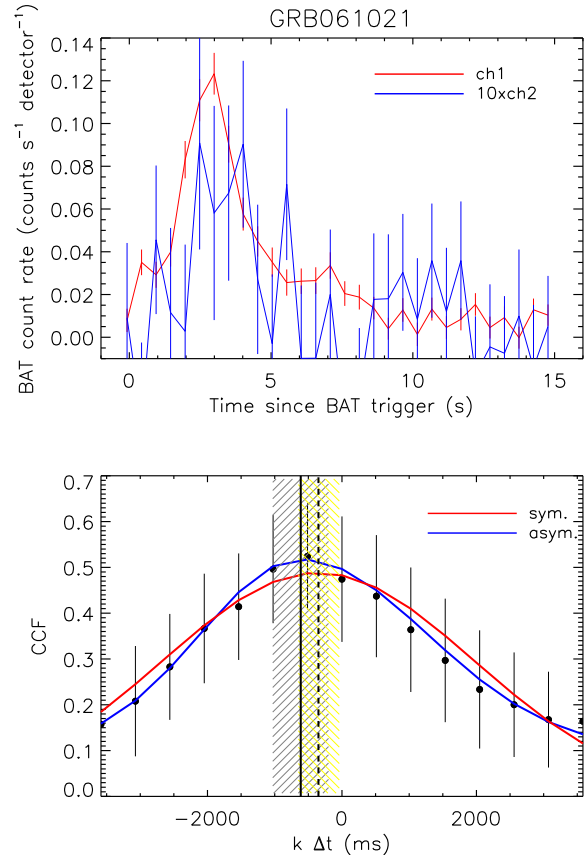 GRB061021
BAT count rate (counts s⁻¹ detector⁻¹)
0.14
0.12
0.10
0.08
0.06
0.04
0.02
0.00
ch1
10xch2
0 5 10 15
Time since BAT trigger (s)
CCF
0.7
0.6
0.5
0.4
0.3
0.2
0.1
0.0
sym.
asym.
−2000 0 2000
k Δt (ms)